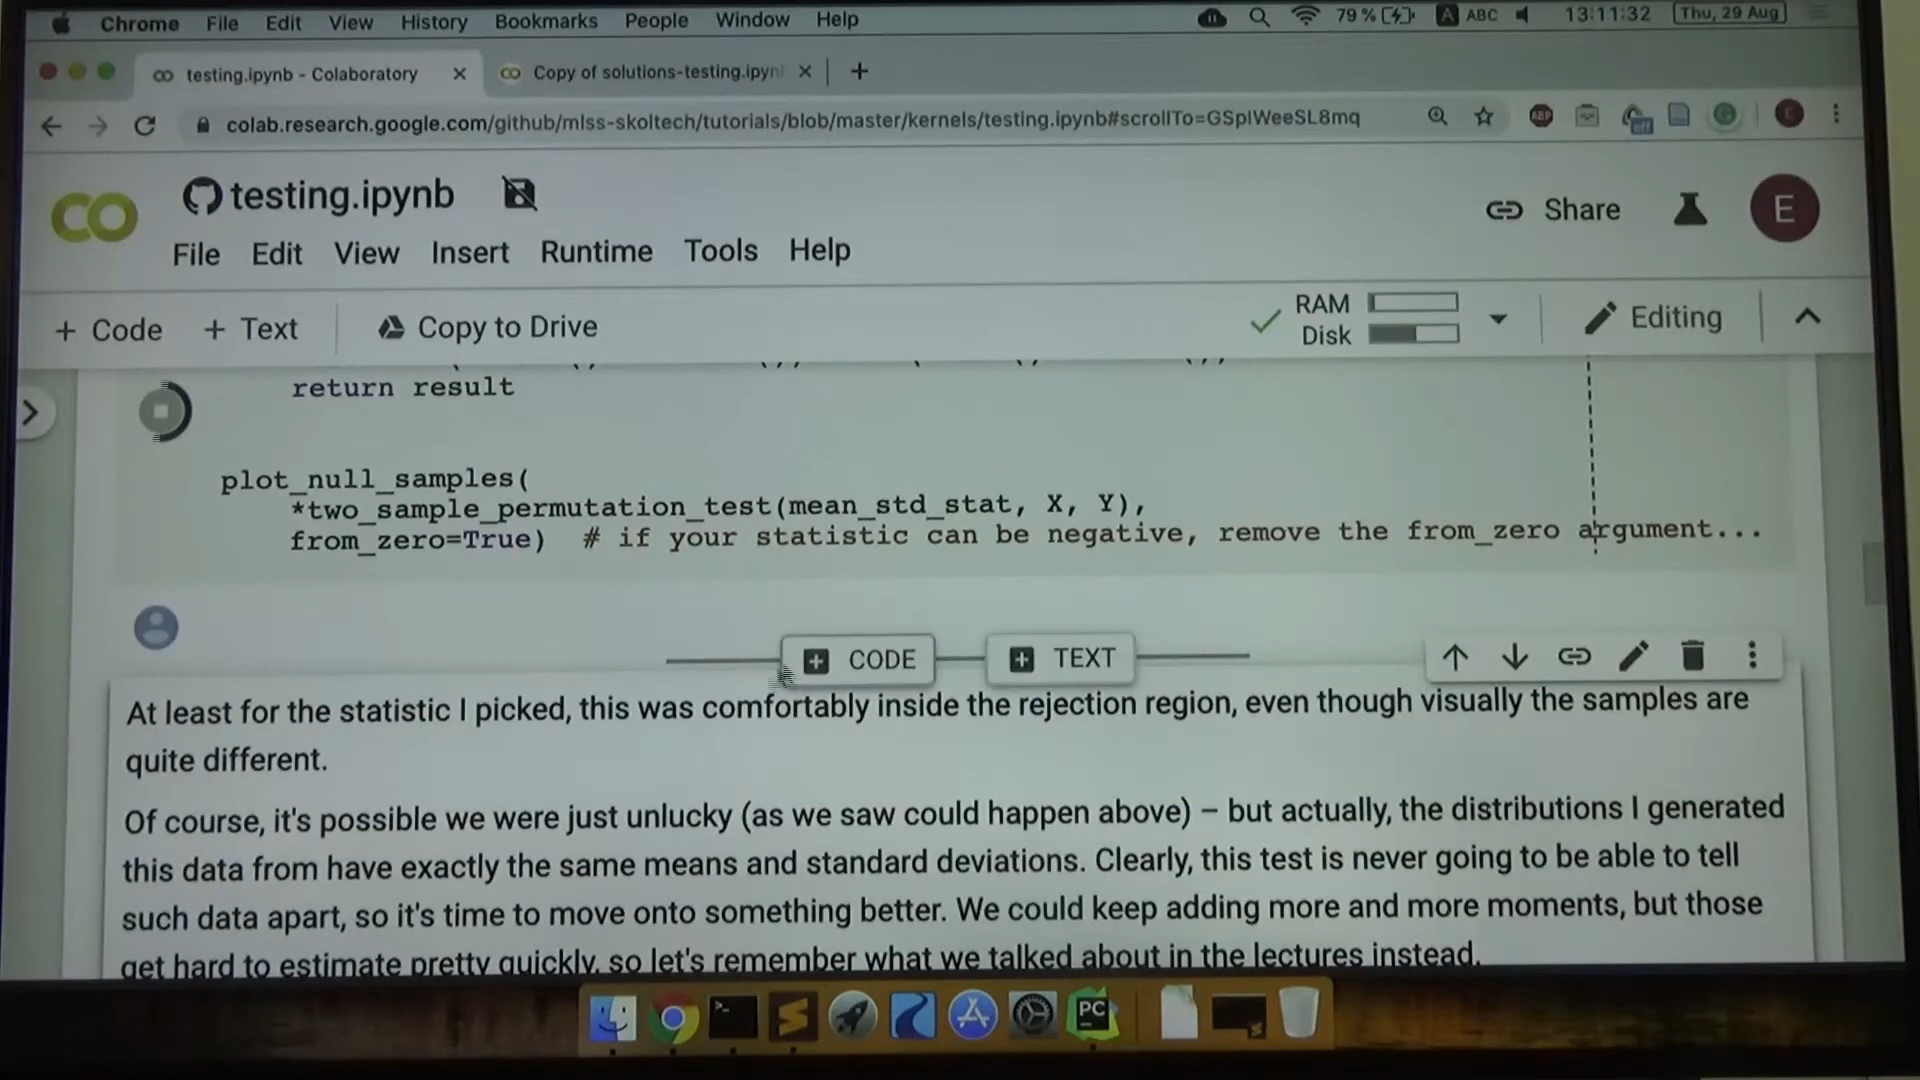 Chrome File Edit View History Bookmarks People Window Help 79 % A ABC 13:11:32 Thu, 29 Aug
testing.ipynb - Colaboratory Copy of solutions-testing.ipyn
colab.research.google.com/github/mlss-skoltech/tutorials/blob/master/kernels/testing.ipynb#scrollTo=GSplWeeSL8mq ABP off
CO testing.ipynb Share E
File Edit View Insert Runtime Tools Help
+ Code + Text Copy to Drive RAM Disk Editing
return result
plot_null_samples(
*two_sample_permutation_test(mean_std_stat, X, Y),
from_zero=True) # if your statistic can be negative, remove the from_zero argument...
CODE TEXT
At least for the statistic I picked, this was comfortably inside the rejection region, even though visually the samples are
quite different.
Of course, it's possible we were just unlucky (as we saw could happen above) – but actually, the distributions I generated
this data from have exactly the same means and standard deviations. Clearly, this test is never going to be able to tell
such data apart, so it's time to move onto something better. We could keep adding more and more moments, but those
get hard to estimate pretty quickly, so let's remember what we talked about in the lectures instead.
PC